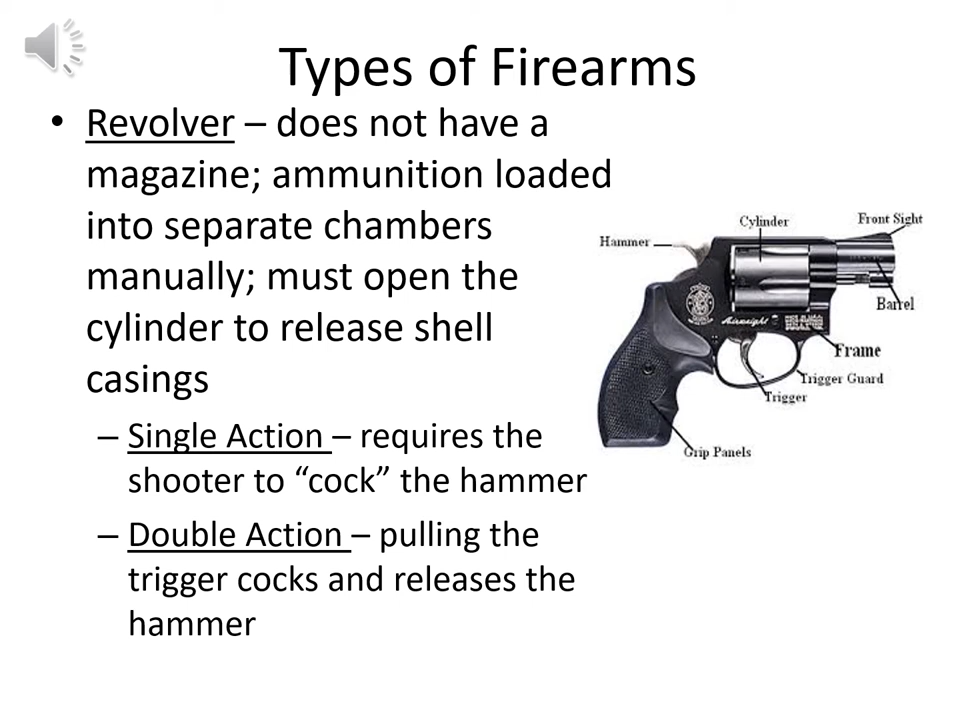 Types of Firearms
• Revolver – does not have a
magazine; ammunition loaded
into separate chambers
manually; must open the
cylinder to release shell
casings
– Single Action – requires the
shooter to “cock” the hammer
– Double Action – pulling the
trigger cocks and releases the
hammer
Cylinder
Front Sight
Hammer
Barrel
Airweight
Frame
Trigger Guard
Trigger
Grip Panels